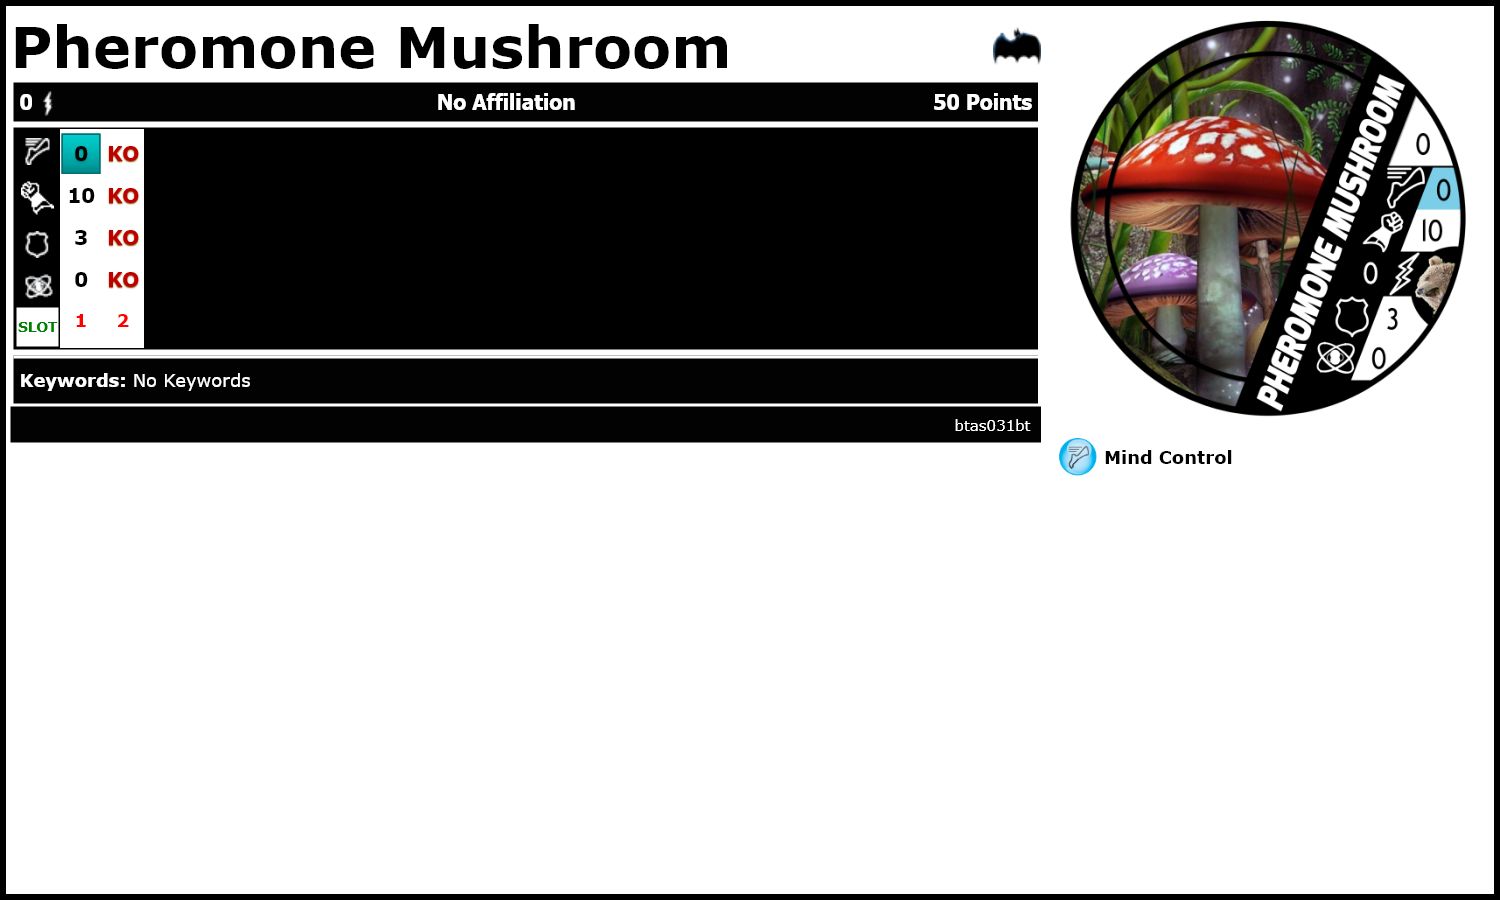 Pheromone Mushroom
0 No Affiliation 50 Points
0 KO
10 KO
3 KO
0 KO
SLOT 1 2
Keywords: No Keywords
btas031bt
PHEROMONE MUSHROOM
0
0
10
0
3
0
Mind Control